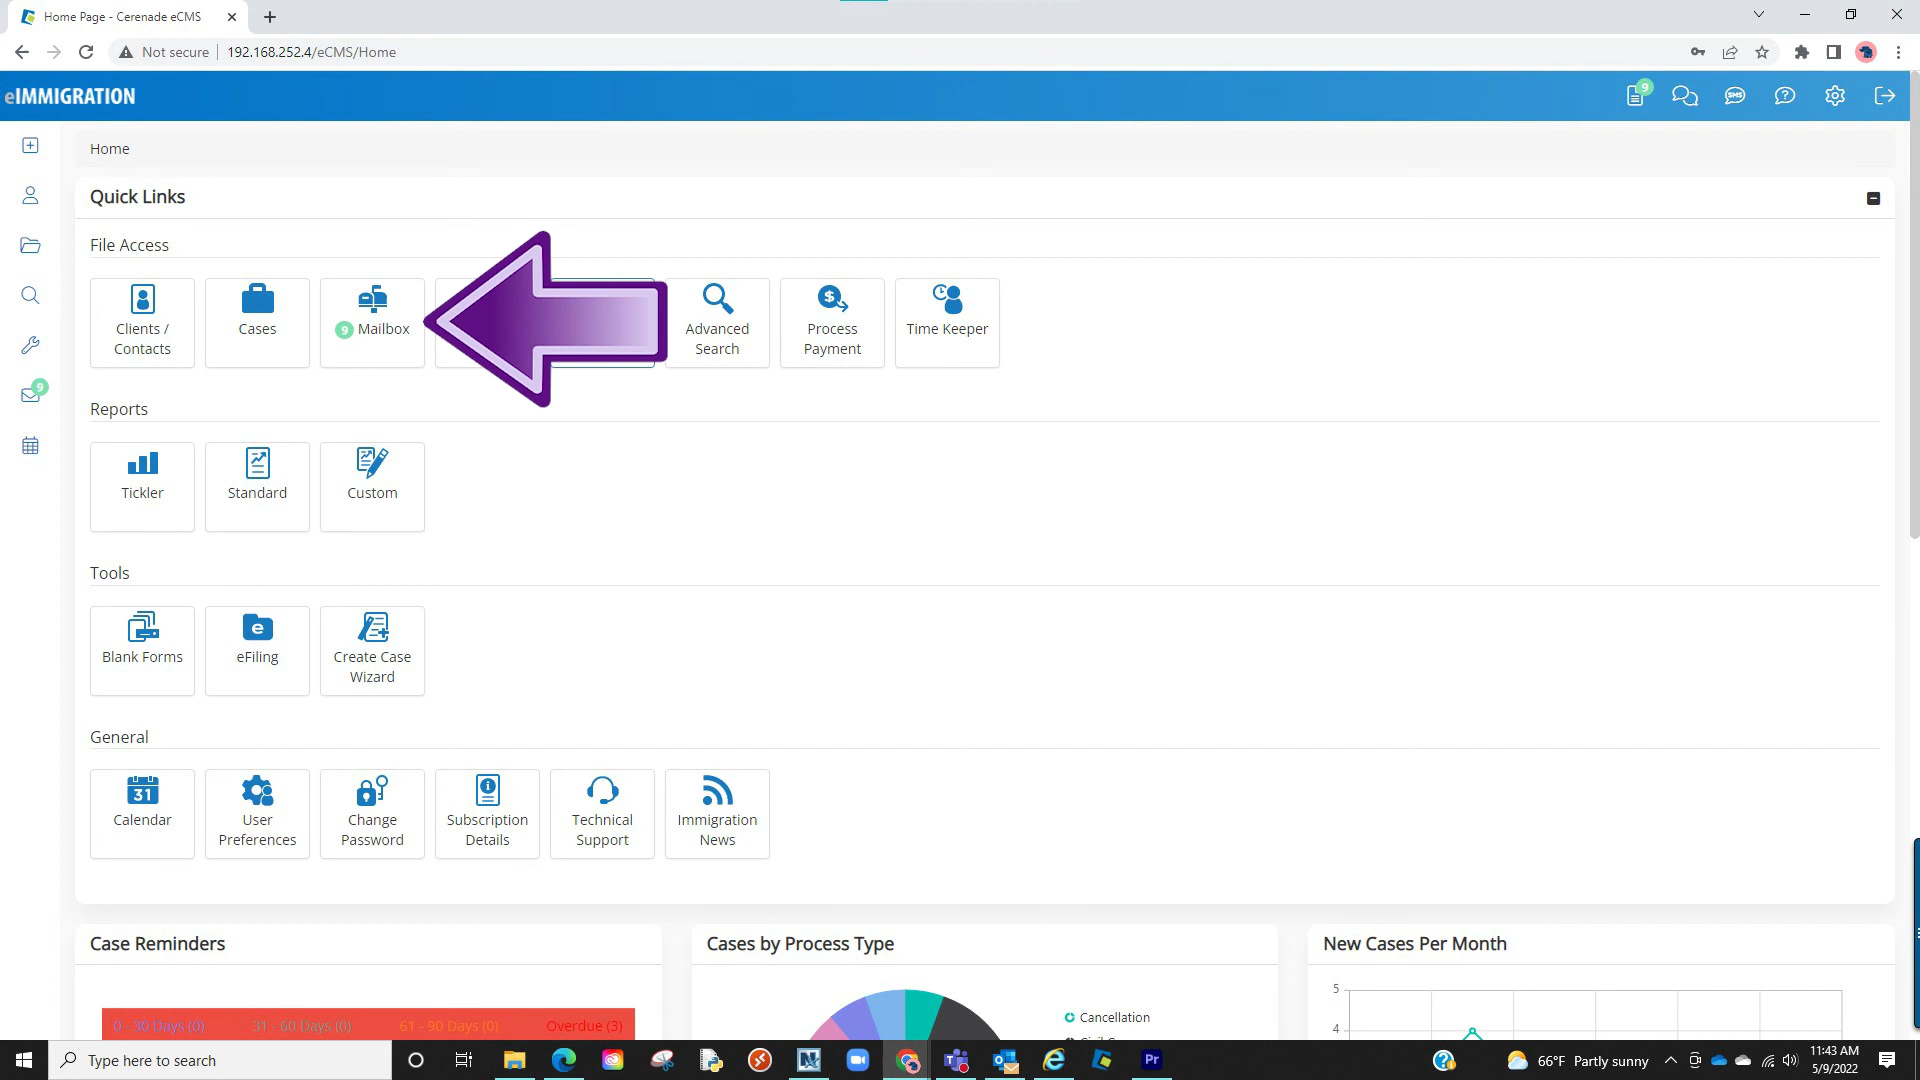 Home Page - Cerenade eCMS
Not secure
192.168.252.4/eCMS/Home
eIMMIGRATION
9
SMS
Home
Quick Links
File Access
Clients / Contacts
Cases
9 Mailbox
Advanced Search
$
Process Payment
Time Keeper
9
Reports
Tickler
Standard
Custom
Tools
Blank Forms
e
eFiling
Create Case Wizard
General
31
Calendar
User Preferences
Change Password
Subscription Details
Technical Support
Immigration News
Case Reminders
Cases by Process Type
New Cases Per Month
0 - 30 Days (0)
31 - 60 Days (0)
61 - 90 Days (0)
Overdue (3)
Cancellation
5
4
Type here to search
Pr
66°F Partly sunny
11:43 AM
5/9/2022